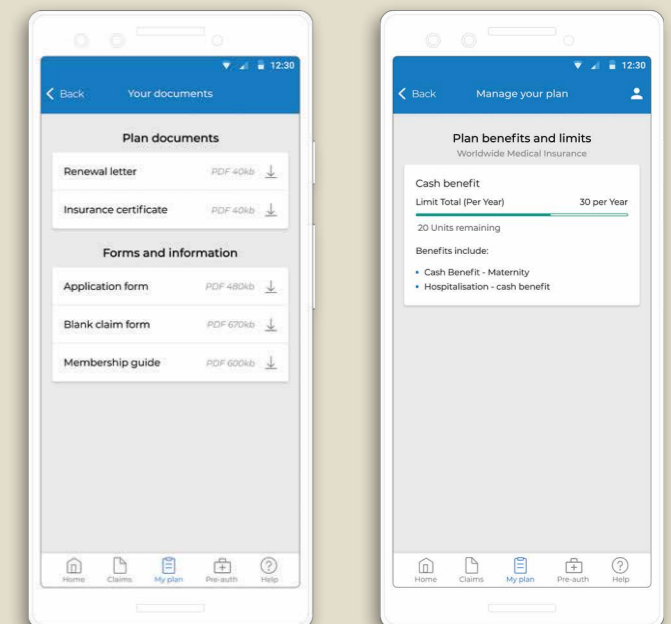 12:30
Back
Your documents
Plan documents
Renewal letter PDF 40kb
Insurance certificate PDF 40kb
Forms and information
Application form PDF 480kb
Blank claim form PDF 670kb
Membership guide PDF 600kb
Home Claims My plan Pre-auth Help
12:30
Back
Manage your plan
Plan benefits and limits
Worldwide Medical Insurance
Cash benefit
Limit Total (Per Year) 30 per Year
20 Units remaining
Benefits include:
• Cash Benefit - Maternity
• Hospitalisation - cash benefit
Home Claims My plan Pre-auth Help